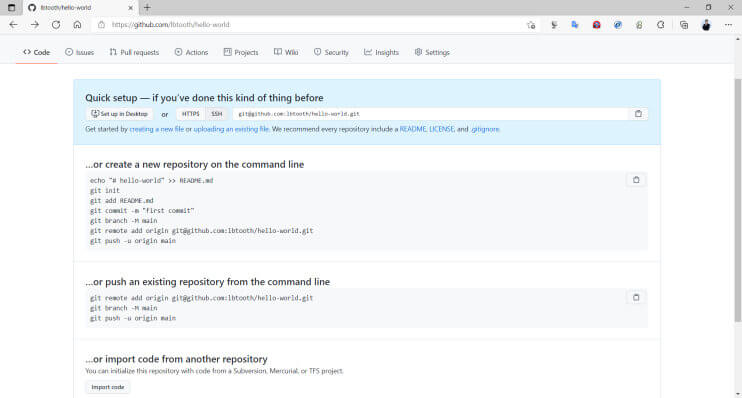 lbtooth/hello-world
https://github.com/lbtooth/hello-world
Code Issues Pull requests Actions Projects Wiki Security Insights Settings
Quick setup — if you've done this kind of thing before
Set up in Desktop or HTTPS SSH git@github.com:lbtooth/hello-world.git
Get started by creating a new file or uploading an existing file. We recommend every repository include a README, LICENSE, and .gitignore.
...or create a new repository on the command line
echo "# hello-world" >> README.md
git init
git add README.md
git commit -m "first commit"
git branch -M main
git remote add origin git@github.com:lbtooth/hello-world.git
git push -u origin main
...or push an existing repository from the command line
git remote add origin git@github.com:lbtooth/hello-world.git
git branch -M main
git push -u origin main
...or import code from another repository
You can initialize this repository with code from a Subversion, Mercurial, or TFS project.
Import code